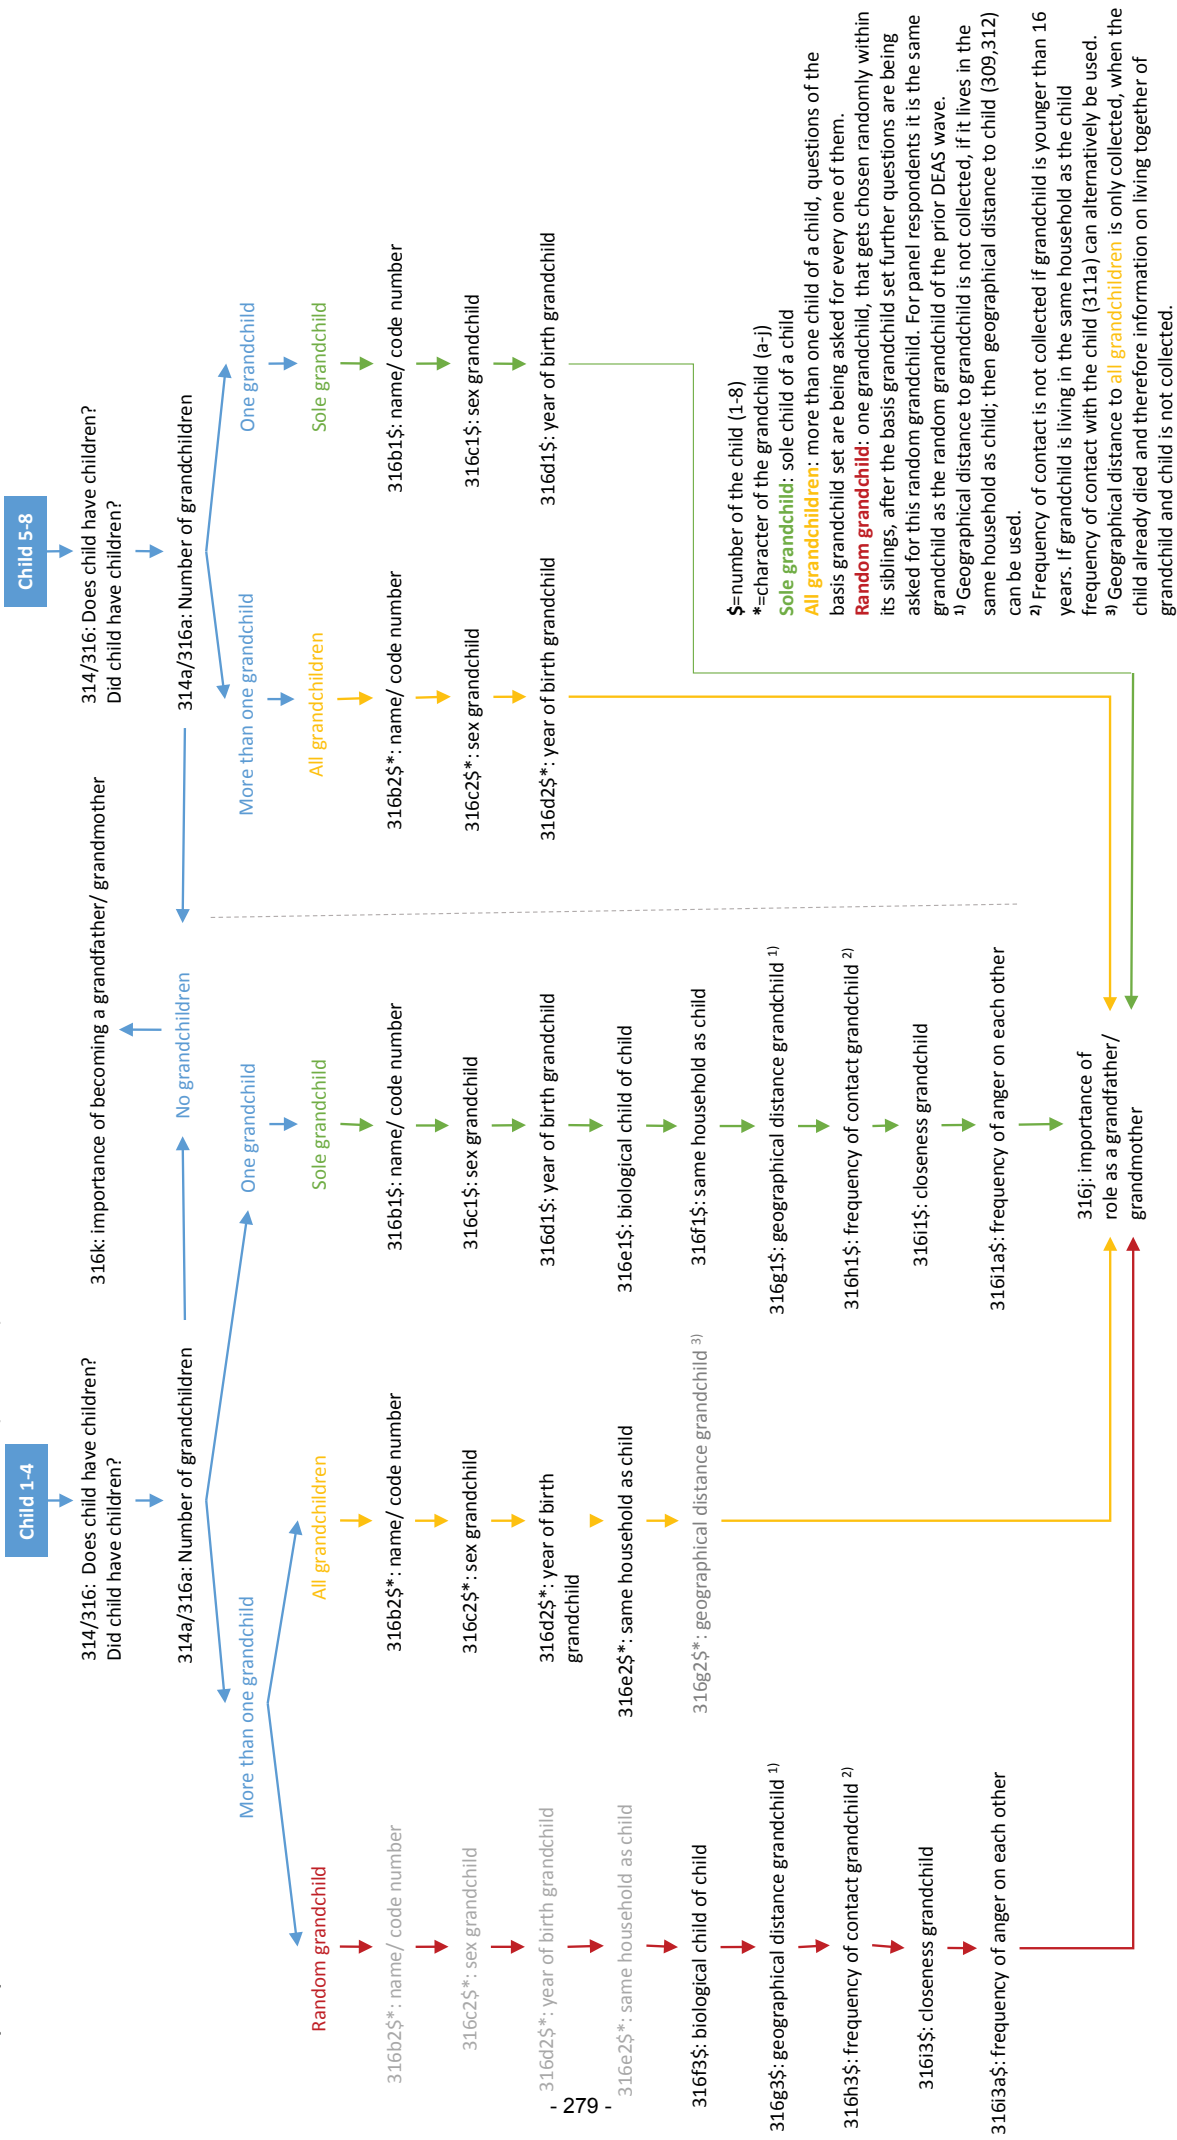 Child 1-4
314/316: Does child have children?
Did child have children?
314a/316a: Number of grandchildren
316k: importance of becoming a grandfather/ grandmother
No grandchildren
More than one grandchild
One grandchild
Random grandchild
316b2$*: name/ code number
316c2$*: sex grandchild
316d2$*: year of birth grandchild
316e2$*: same household as child
316f3$: biological child of child
316g3$: geographical distance grandchild 1)
316h3$: frequency of contact grandchild 2)
316i3$: closeness grandchild
316i3a$: frequency of anger on each other
All grandchildren
316b2$*: name/ code number
316c2$*: sex grandchild
316d2$*: year of birth
grandchild
316e2$*: same household as child
316g2$*: geographical distance grandchild 3)
Sole grandchild
316b1$: name/ code number
316c1$: sex grandchild
316d1$: year of birth grandchild
316e1$: biological child of child
316f1$: same household as child
316g1$: geographical distance grandchild 1)
316h1$: frequency of contact grandchild 2)
316i1$: closeness grandchild
316i1a$: frequency of anger on each other
316j: importance of
role as a grandfather/
grandmother
Child 5-8
314/316: Does child have children?
Did child have children?
314a/316a: Number of grandchildren
More than one grandchild
One grandchild
All grandchildren
316b2$*: name/ code number
316c2$*: sex grandchild
316d2$*: year of birth grandchild
Sole grandchild
316b1$: name/ code number
316c1$: sex grandchild
316d1$: year of birth grandchild
$=number of the child (1-8)
*=character of the grandchild (a-j)
Sole grandchild: sole child of a child
All grandchildren: more than one child of a child, questions of the
basis grandchild set are being asked for every one of them.
Random grandchild: one grandchild, that gets chosen randomly within
its siblings, after the basis grandchild set further questions are being
asked for this random grandchild. For panel respondents it is the same
grandchild as the random grandchild of the prior DEAS wave.
1) Geographical distance to grandchild is not collected, if it lives in the
same household as child; then geographical distance to child (309,312)
can be used.
2) Frequency of contact is not collected if grandchild is younger than 16
years. If grandchild is living in the same household as the child
frequency of contact with the child (311a) can alternatively be used.
3) Geographical distance to all grandchildren is only collected, when the
child already died and therefore information on living together of
grandchild and child is not collected.
- 279 -